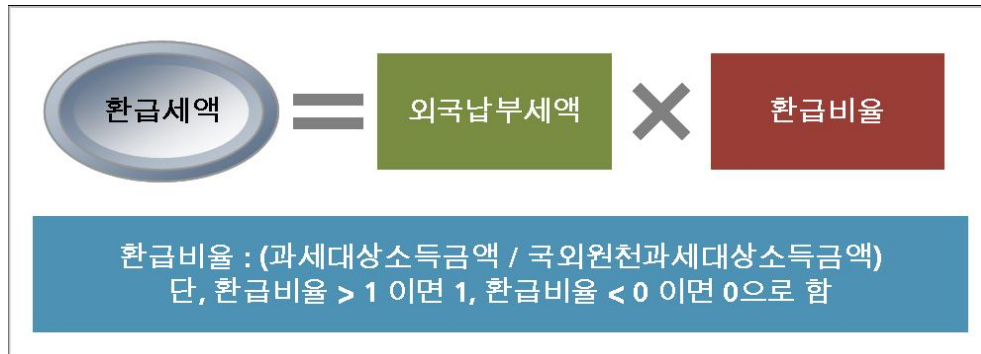 환급세액 = 외국납부세액 × 환급비율
환급비율 : (과세대상소득금액 / 국외원천과세대상소득금액)
단, 환급비율 > 1 이면 1, 환급비율 < 0 이면 0으로 함